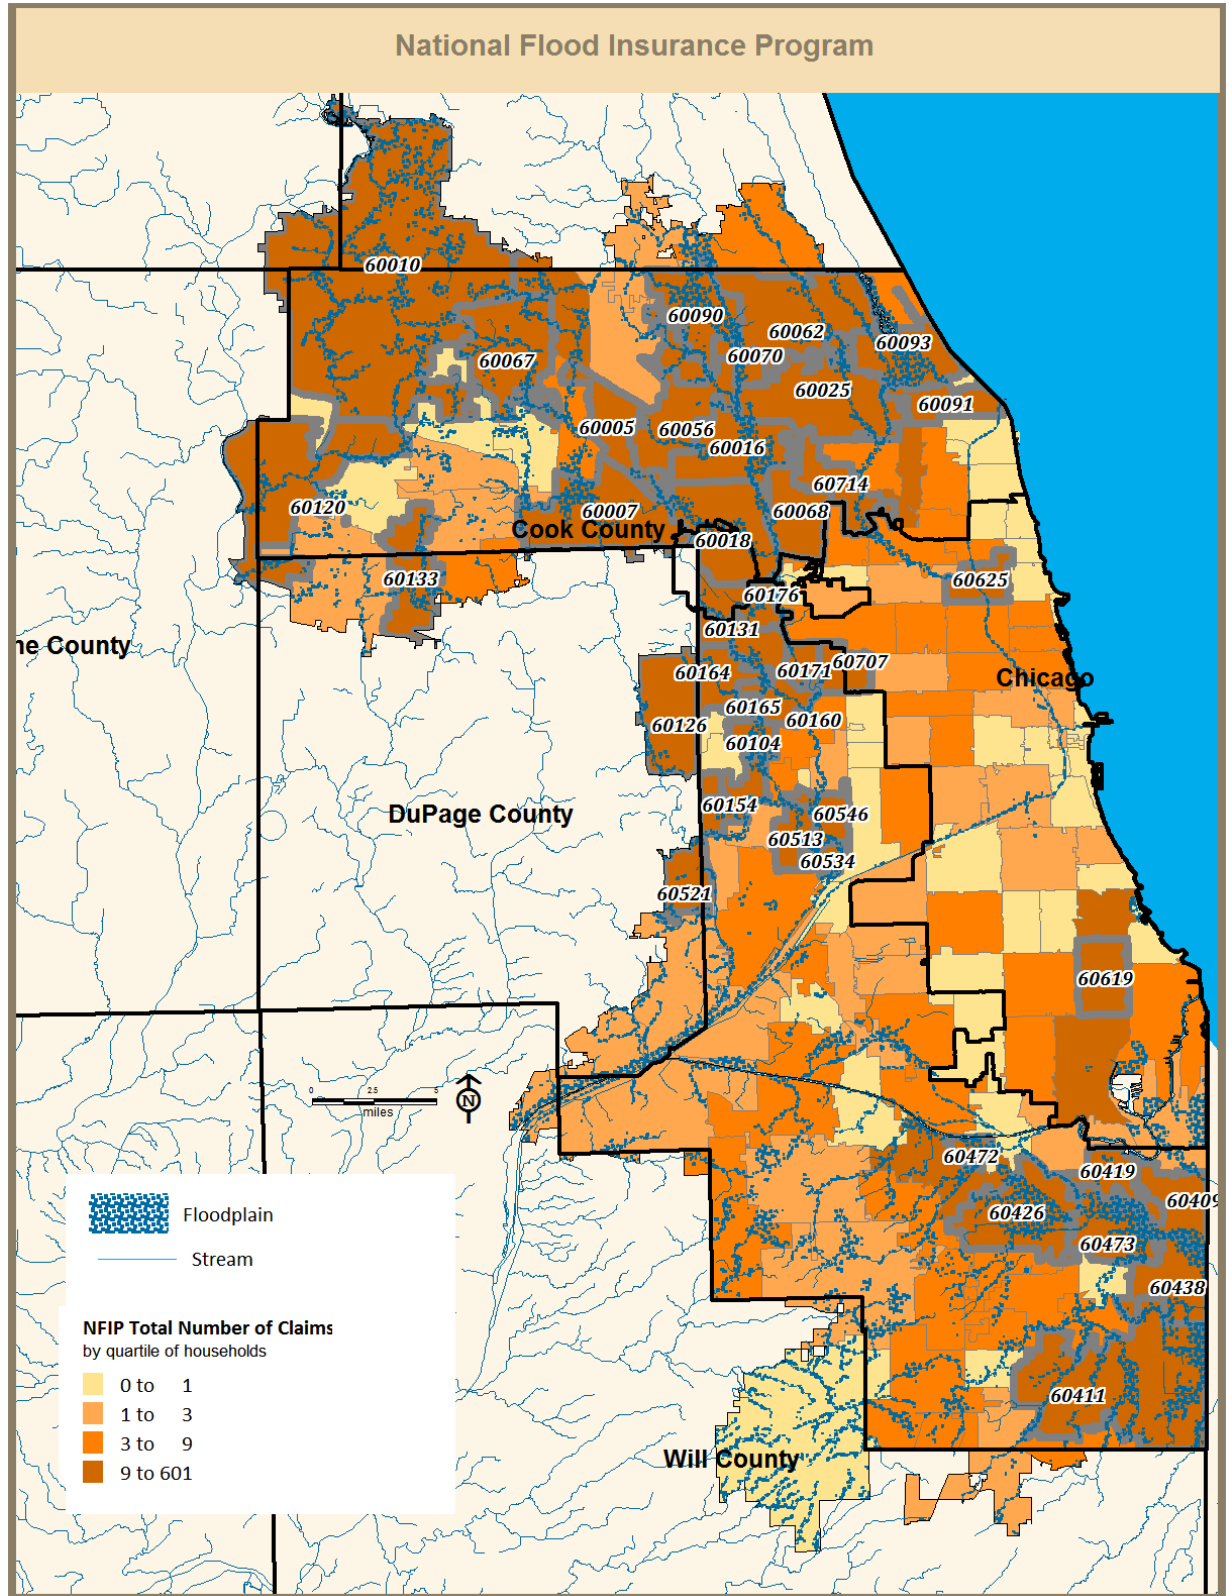 National Flood Insurance Program
60010
60090
60062
60093
60070
60067
60025
60091
60005
60056
60016
60714
60120
60007
60068
Cook County
60018
60625
60133
60176
60131
ne County
60707
60164
60171
Chicago
60165
60126
60160
60104
60154
60546
DuPage County
60513
60534
60521
60619
0 2.5 5
miles
N
60472
60419
60409
60426
60473
60438
60411
Will County
Floodplain
Stream
NFIP Total Number of Claims
by quartile of households
0 to 1
1 to 3
3 to 9
9 to 601